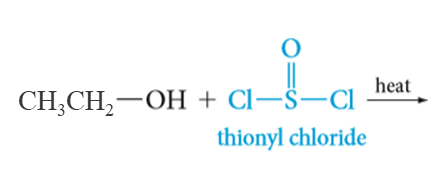 O
CH₃CH₂—OH + Cl—S—Cl heat
thionyl chloride